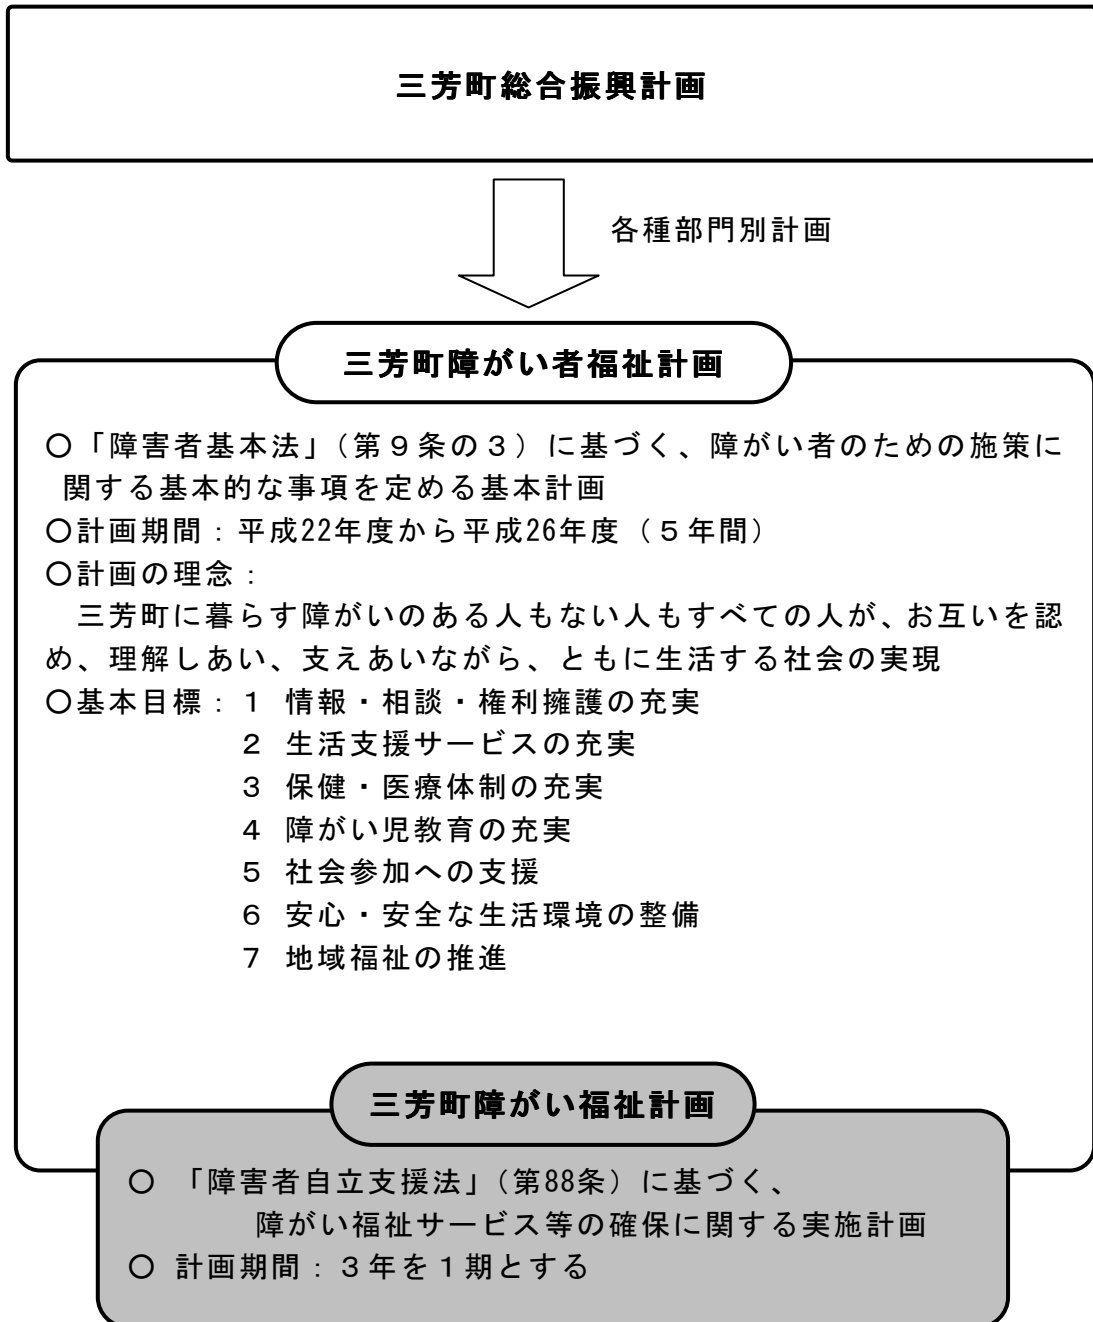 三芳町総合振興計画
各種部門別計画
三芳町障がい者福祉計画
〇「障害者基本法」（第９条の３）に基づく、障がい者のための施策に
関する基本的な事項を定める基本計画
〇計画期間：平成22年度から平成26年度（５年間）
〇計画の理念：
三芳町に暮らす障がいのある人もない人もすべての人が、お互いを認
め、理解しあい、支えあいながら、ともに生活する社会の実現
〇基本目標：１ 情報・相談・権利擁護の充実
２ 生活支援サービスの充実
３ 保健・医療体制の充実
４ 障がい児教育の充実
５ 社会参加への支援
６ 安心・安全な生活環境の整備
７ 地域福祉の推進
三芳町障がい福祉計画
〇 「障害者自立支援法」（第88条）に基づく、
障がい福祉サービス等の確保に関する実施計画
〇 計画期間：３年を１期とする